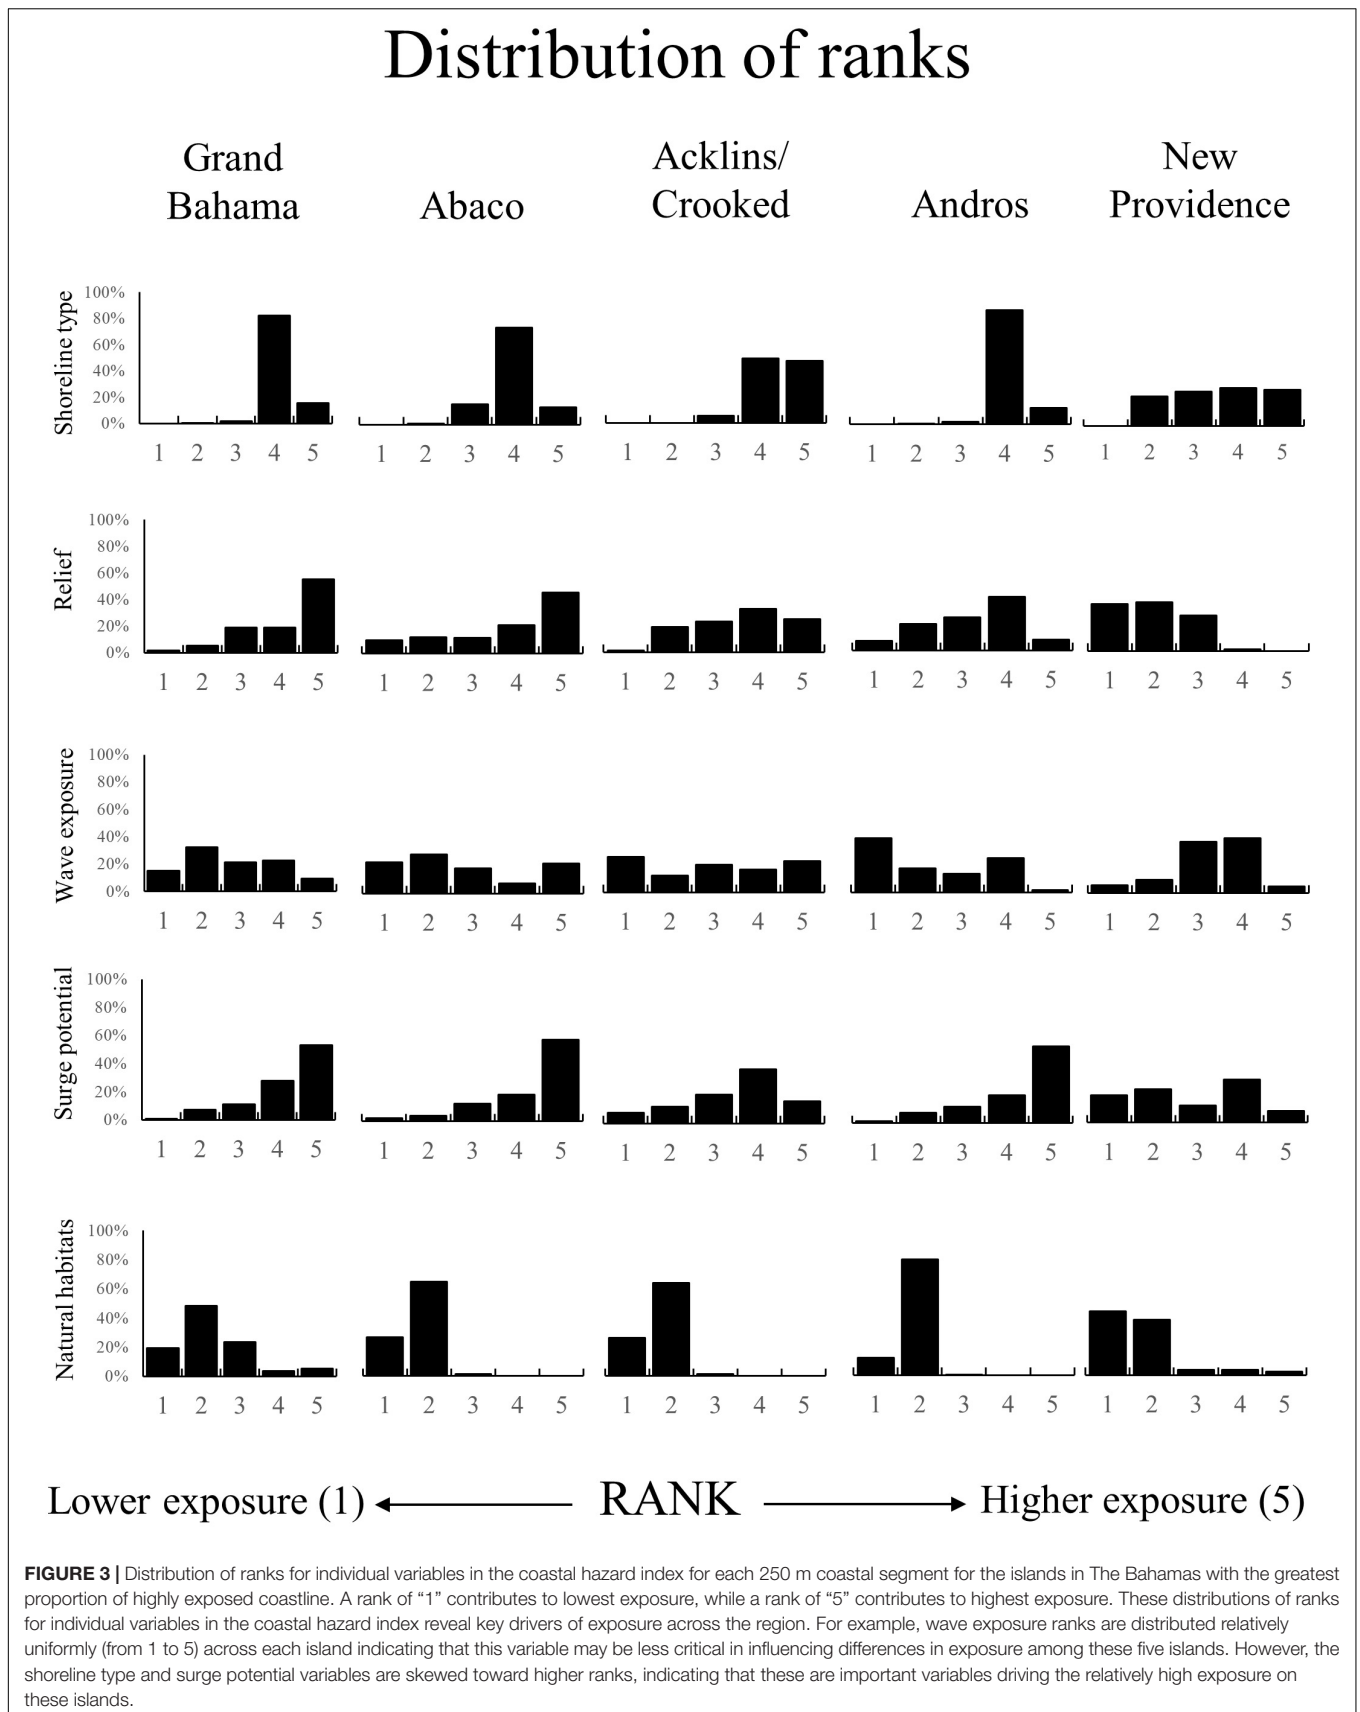 Distribution of ranks
Grand
Bahama
Abaco
Acklins/
Crooked
Andros
New
Providence
Shoreline type
100%
80%
60%
40%
20%
0%
1 2 3 4 5
1 2 3 4 5
1 2 3 4 5
1 2 3 4 5
1 2 3 4 5
Relief
100%
80%
60%
40%
20%
0%
1 2 3 4 5
1 2 3 4 5
1 2 3 4 5
1 2 3 4 5
1 2 3 4 5
Wave exposure
100%
80%
60%
40%
20%
0%
1 2 3 4 5
1 2 3 4 5
1 2 3 4 5
1 2 3 4 5
1 2 3 4 5
Surge potential
100%
80%
60%
40%
20%
0%
1 2 3 4 5
1 2 3 4 5
1 2 3 4 5
1 2 3 4 5
1 2 3 4 5
Natural habitats
100%
80%
60%
40%
20%
0%
1 2 3 4 5
1 2 3 4 5
1 2 3 4 5
1 2 3 4 5
1 2 3 4 5
Lower exposure (1) RANK Higher exposure (5)
FIGURE 3 | Distribution of ranks for individual variables in the coastal hazard index for each 250 m coastal segment for the islands in The Bahamas with the greatest
proportion of highly exposed coastline. A rank of “1” contributes to lowest exposure, while a rank of “5” contributes to highest exposure. These distributions of ranks
for individual variables in the coastal hazard index reveal key drivers of exposure across the region. For example, wave exposure ranks are distributed relatively
uniformly (from 1 to 5) across each island indicating that this variable may be less critical in influencing differences in exposure among these five islands. However, the
shoreline type and surge potential variables are skewed toward higher ranks, indicating that these are important variables driving the relatively high exposure on
these islands.